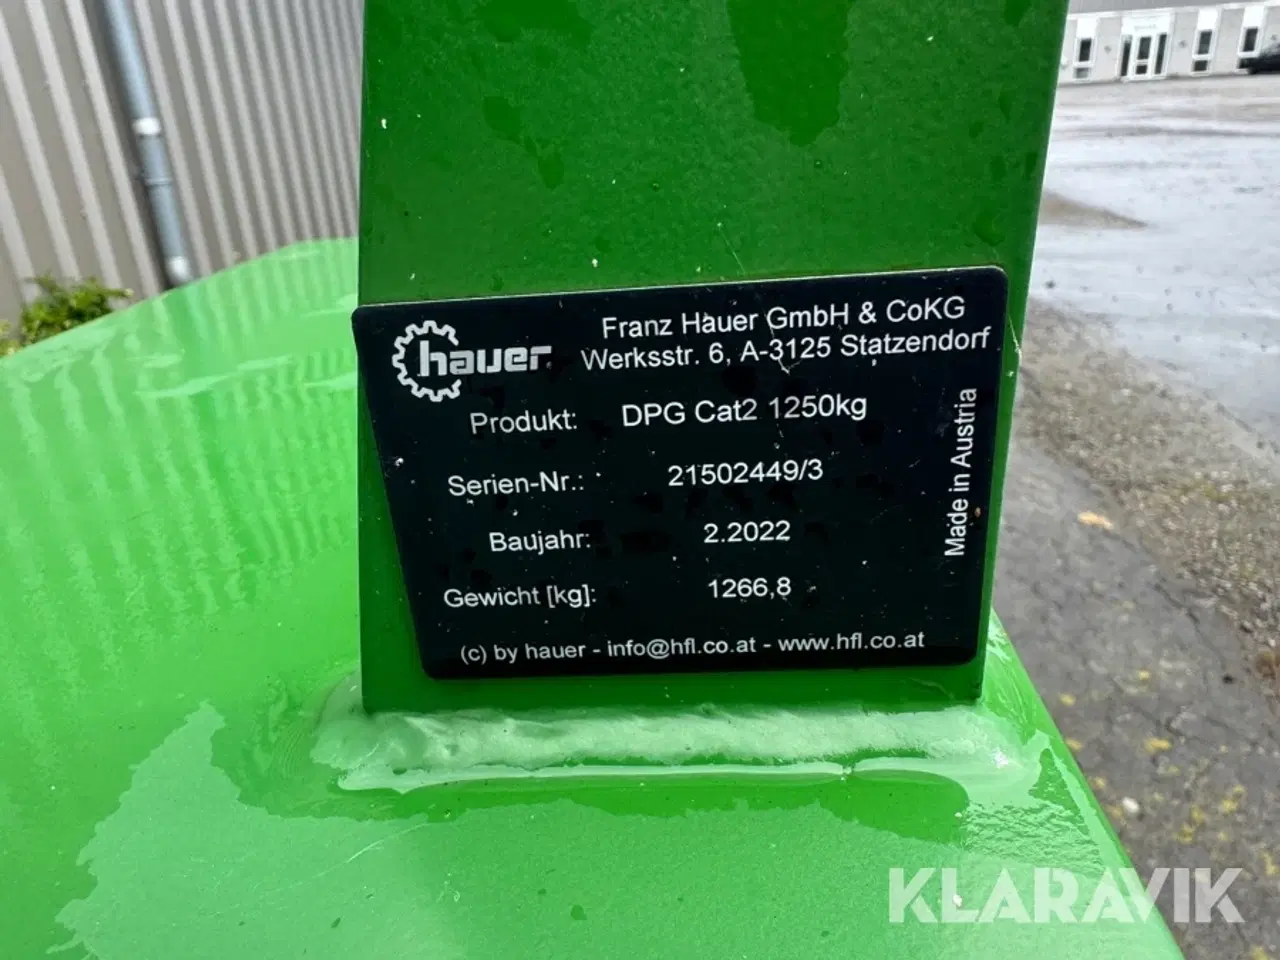 hauer
Franz Hauer GmbH & CoKG
Werksstr. 6, A-3125 Statzendorf
Produkt: DPG Cat2 1250kg
Serien-Nr.: 21502449/3
Baujahr: 2.2022
Gewicht [kg]: 1266,8
Made in Austria
(c) by hauer - info@hfl.co.at - www.hfl.co.at
KLARAVIK